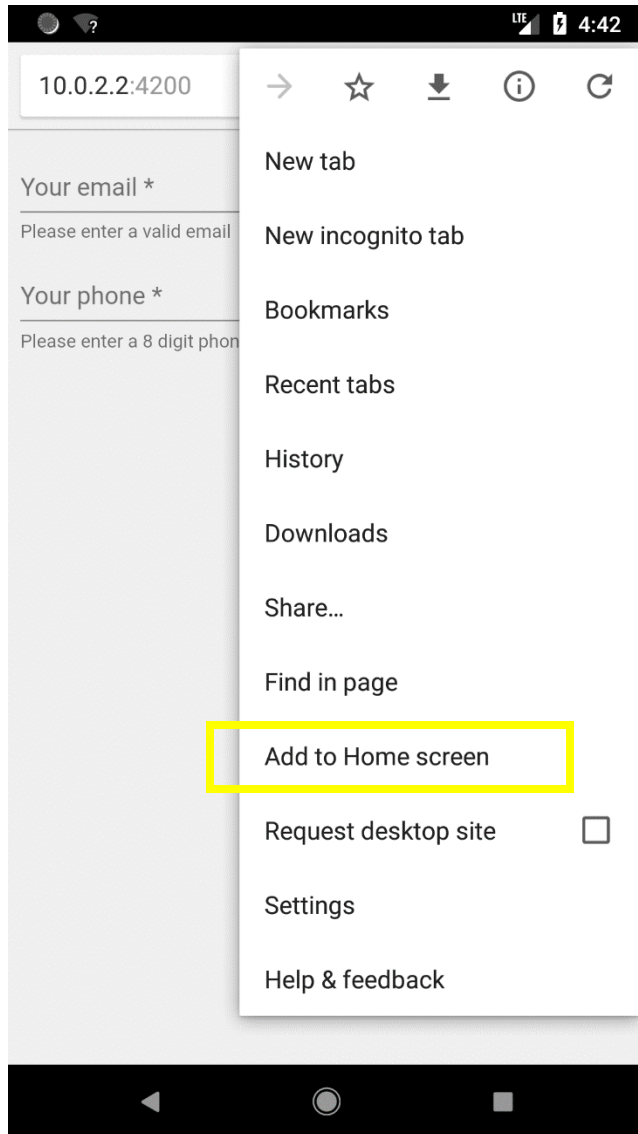 LTE 4:42
10.0.2.2:4200
New tab
Your email *
Please enter a valid email
New incognito tab
Your phone *
Bookmarks
Please enter a 8 digit phon
Recent tabs
History
Downloads
Share...
Find in page
Add to Home screen
Request desktop site
Settings
Help & feedback